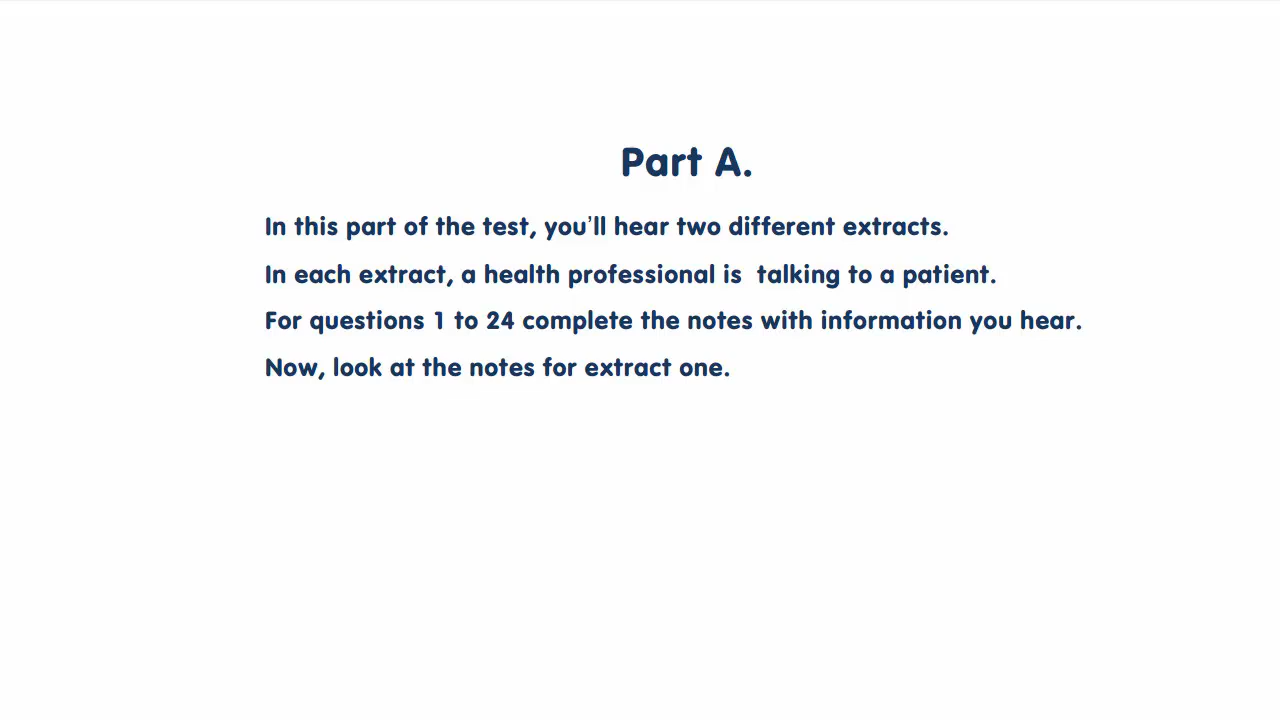 Part A.
In this part of the test, you'll hear two different extracts.
In each extract, a health professional is  talking to a patient.
For questions 1 to 24 complete the notes with information you hear.
Now, look at the notes for extract one.